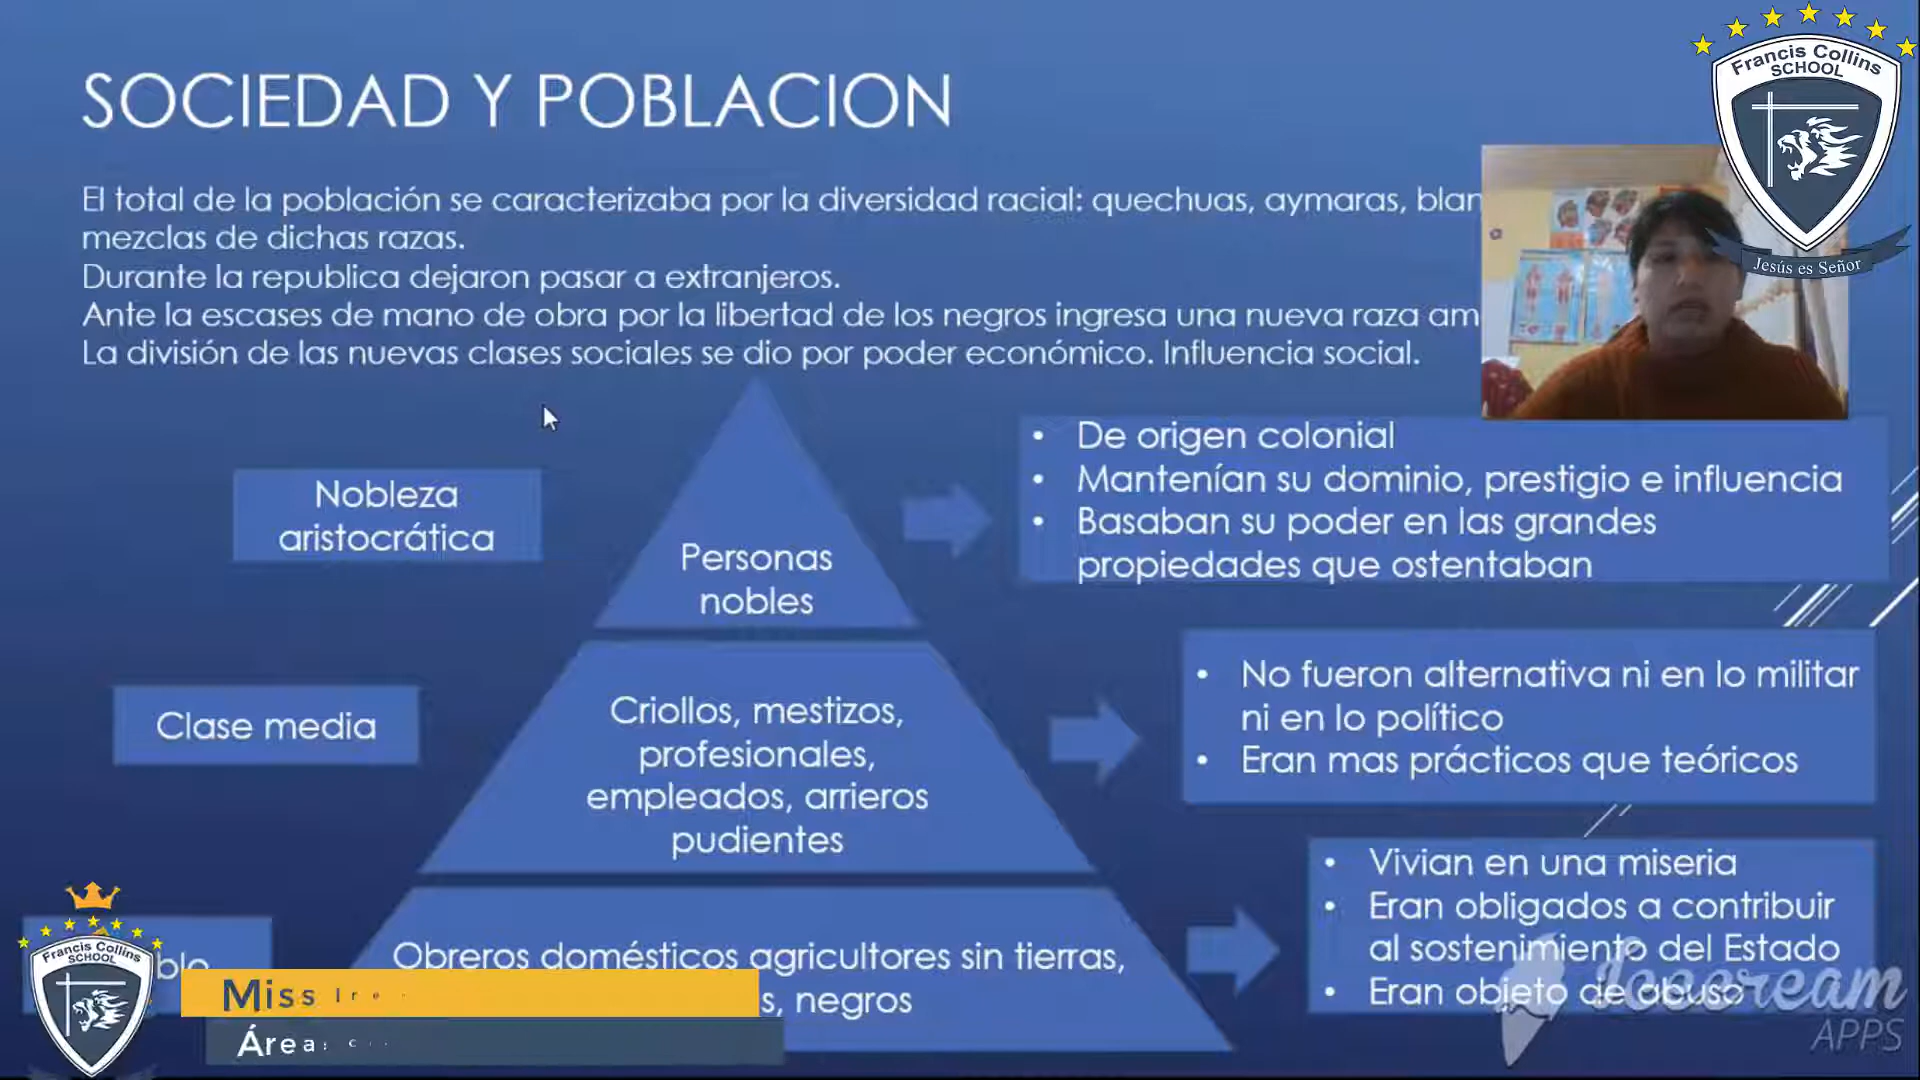 SOCIEDAD Y POBLACION
El total de la población se caracterizaba por la diversidad racial: quechuas, aymaras,
mezclas de dichas razas.
Durante la republica dejaron pasar a extranjeros.
Ante la escases de mano de obra por la libertad de los negros ingresa una nueva raza
La división de las nuevas clases sociales se dio por poder económico. Influencia social.
Nobleza
aristocrática
Personas
nobles
• De origen colonial
• Mantenían su dominio, prestigio e influencia
• Basaban su poder en las grandes
propiedades que ostentaban
Clase media
Criollos, mestizos,
profesionales,
empleados, arrieros
pudientes
• No fueron alternativa ni en lo militar
ni en lo político
• Eran mas prácticos que teóricos
Obreros domésticos agricultores sin tierras,
negros
• Vivian en una miseria
• Eran obligados a contribuir
al sostenimiento del Estado
• Eran objeto de abuso
Francis Collins
SCHOOL
Jesús es Señor
Francis Collins
SCHOOL
Miss
Área:
Icecream
APPS